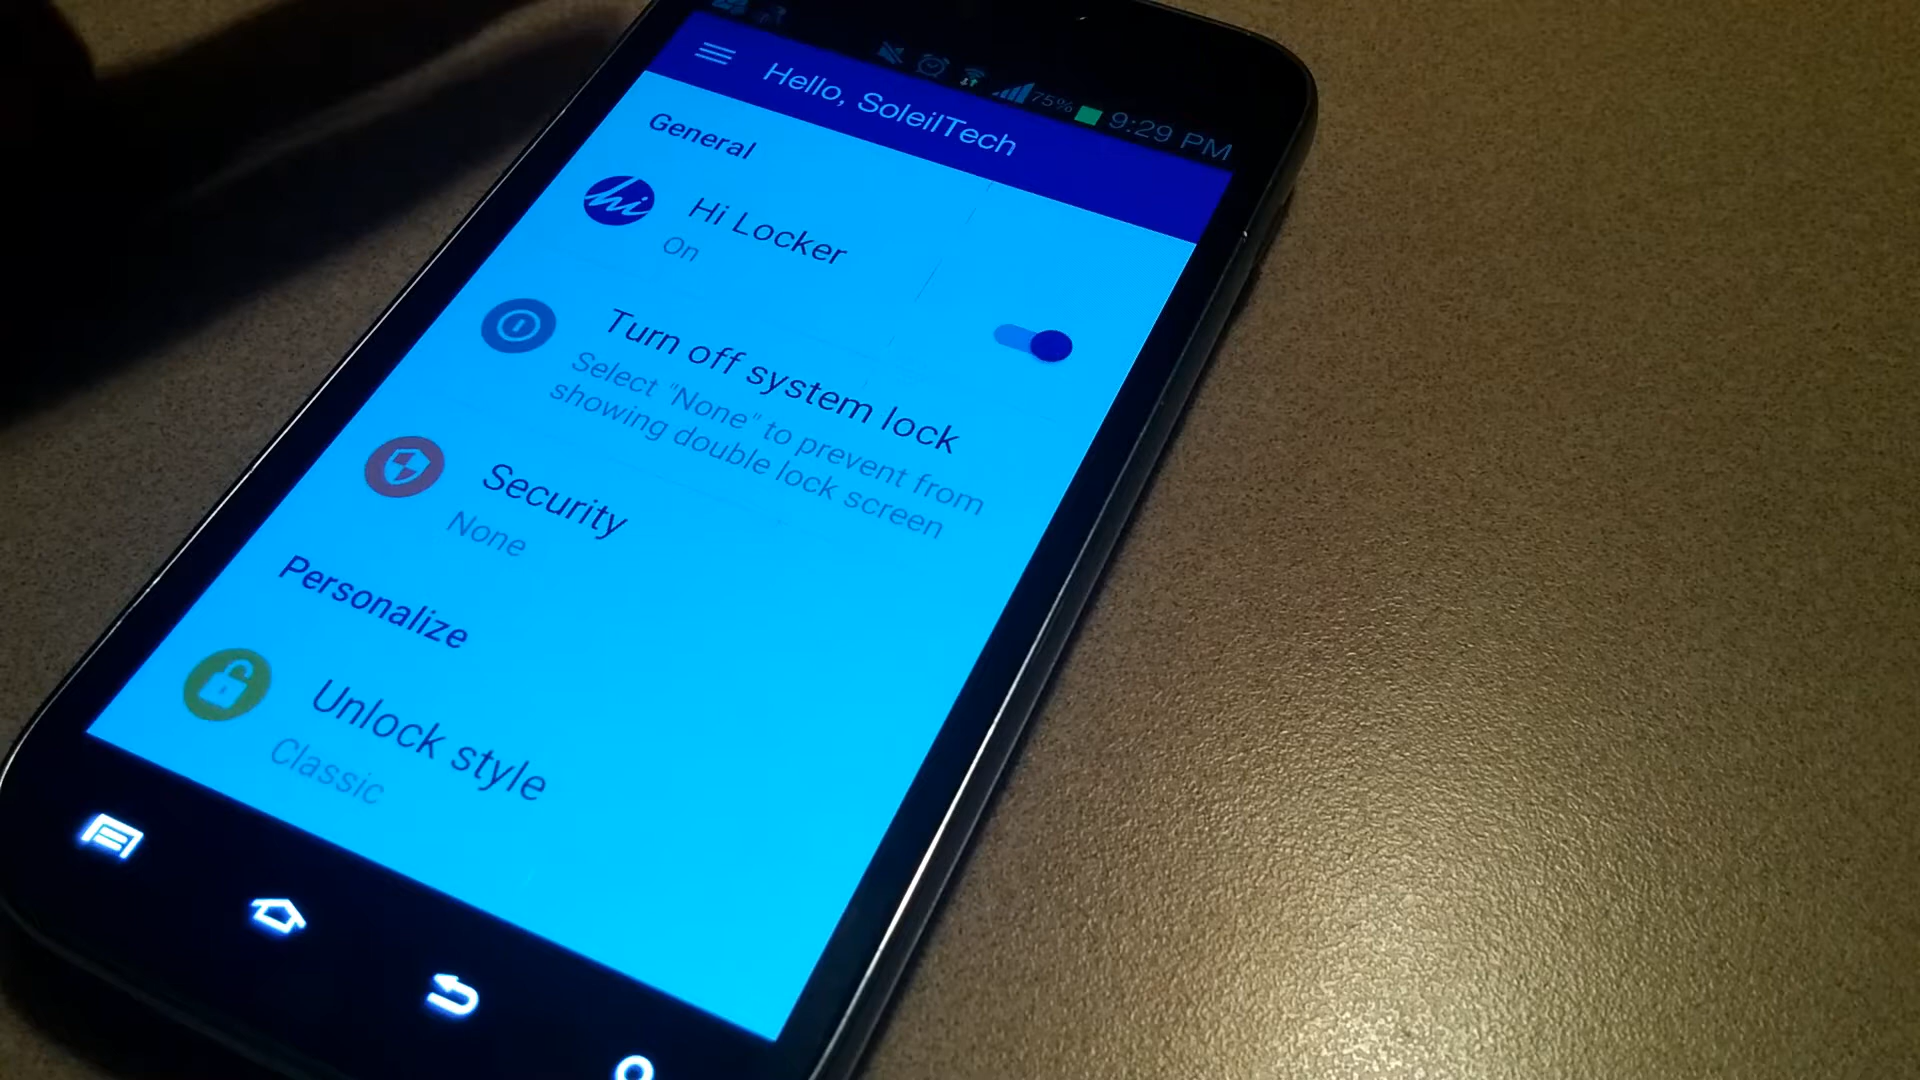 75% 9:29 PM
Hello, SoleilTech
General
hi
Hi Locker
On
Turn off system lock
Select "None" to prevent from
showing double lock screen
Security
None
Personalize
Unlock style
Classic